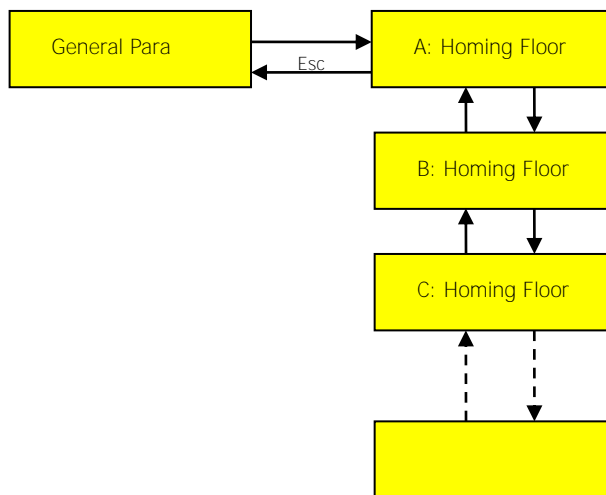 General Para
A: Homing Floor
Esc
B: Homing Floor
C: Homing Floor